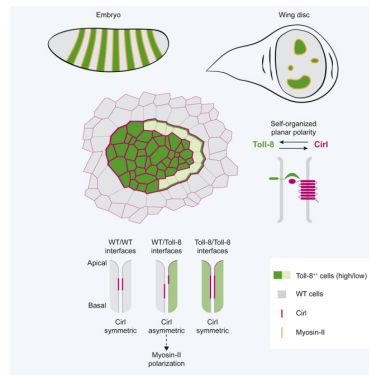 Embryo
Wing disc
Self-organized
planar polarity
Toll-8
Cirl
WT/WT
interfaces
WT/Toll-8
interfaces
Toll-8/Toll-8
interfaces
Apical
Basal
Cirl
symmetric
Cirl
asymmetric
Cirl
symmetric
Myosin-II
polarization
Toll-8++ cells (high/low)
WT cells
Cirl
Myosin-II